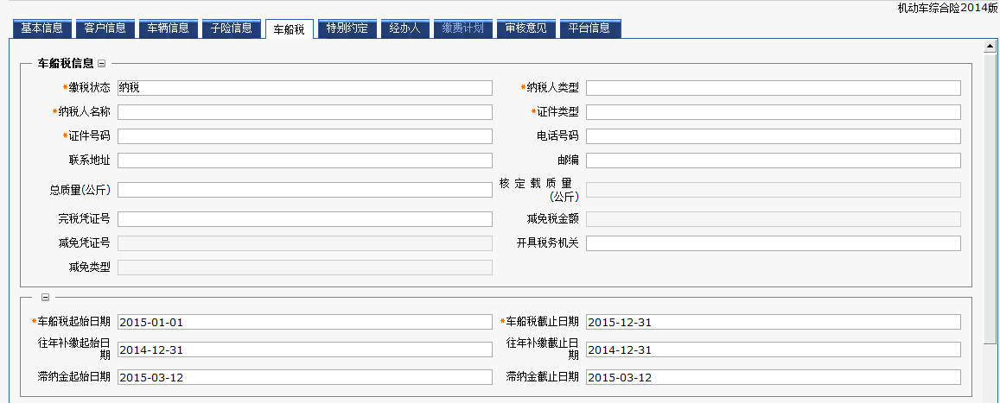 机动车综合险2014版
基本信息 客户信息 车辆信息 子险信息 车船税 特别约定 经办人 缴费计划 审核意见 平台信息
车船税信息
*缴税状态 纳税 *纳税人类型
*纳税人名称 *证件类型
*证件号码 电话号码
联系地址 邮编
总质量(公斤) 核定载质量
(公斤)
完税凭证号 减免税金额
减免凭证号 开具税务机关
减免类型
*车船税起始日期 2015-01-01 *车船税截止日期 2015-12-31
往年补缴起始日
期 2014-12-31 往年补缴截止日
期 2014-12-31
滞纳金起始日期 2015-03-12 滞纳金截止日期 2015-03-12